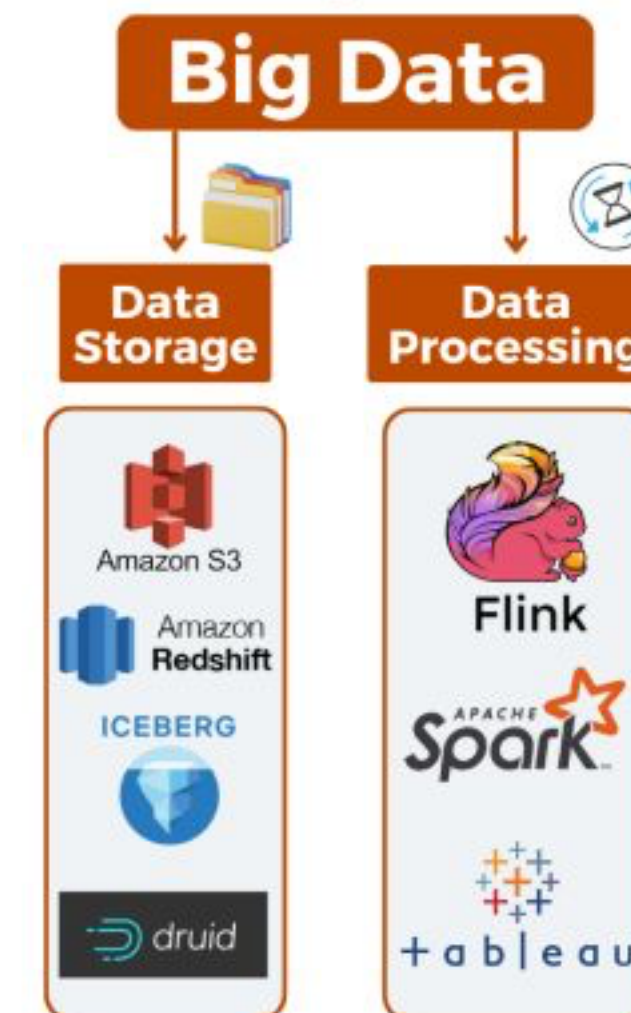 Big Data
Data
Storage
Data
Processing
Amazon S3
Amazon
Redshift
ICEBERG
druid
Flink
APACHE
Spark
+ableau